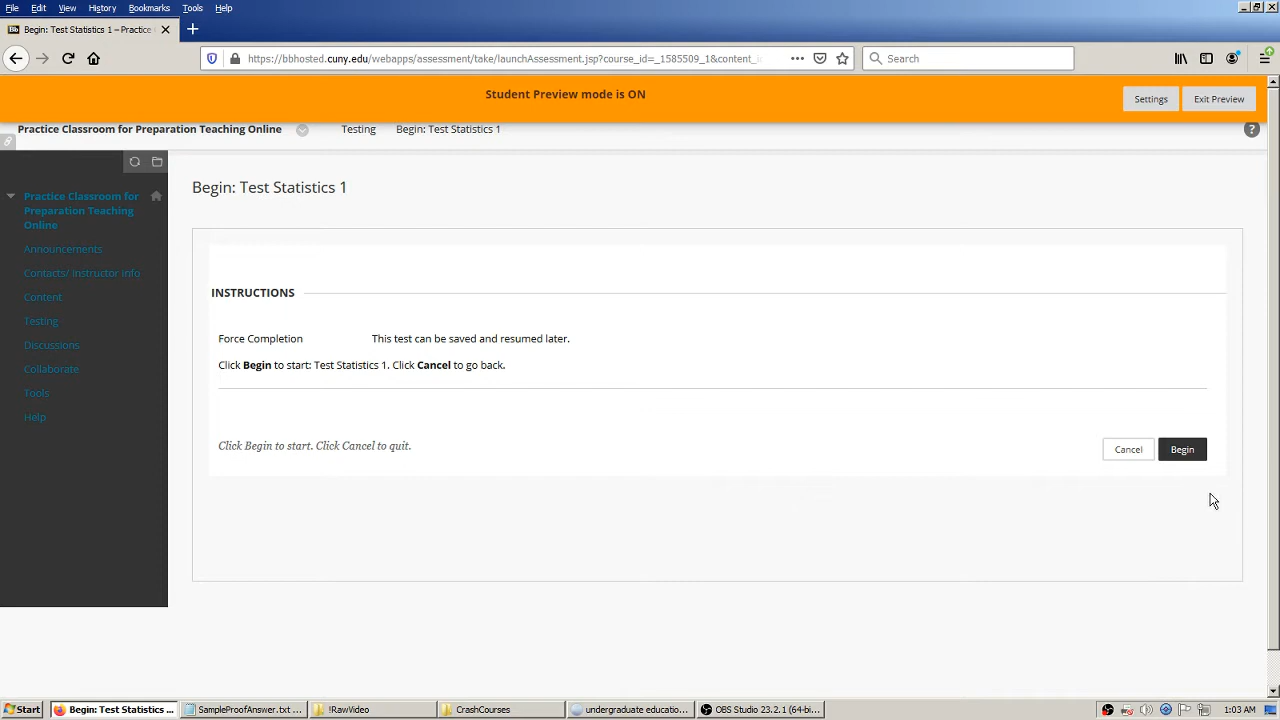 File Edit View History Bookmarks Tools Help
Begin: Test Statistics 1 – Practice
https://bbhosted.cuny.edu/webapps/assessment/take/launchAssessment.jsp?course_id=_1585509_1&content_i
Search
Student Preview mode is ON
Settings
Exit Preview
Practice Classroom for Preparation Teaching Online
Testing
Begin: Test Statistics 1
?
Practice Classroom for
Preparation Teaching
Online
Announcements
Contacts/ Instructor info
Content
Testing
Discussions
Collaborate
Tools
Help
Begin: Test Statistics 1
INSTRUCTIONS
Force Completion This test can be saved and resumed later.
Click Begin to start: Test Statistics 1. Click Cancel to go back.
Click Begin to start. Click Cancel to quit.
Cancel
Begin
Start
Begin: Test Statistics ...
SampleProofAnswer.txt ...
!RawVideo
CrashCourses
undergraduate educatio...
OBS Studio 23.2.1 (64-bi...
1:03 AM